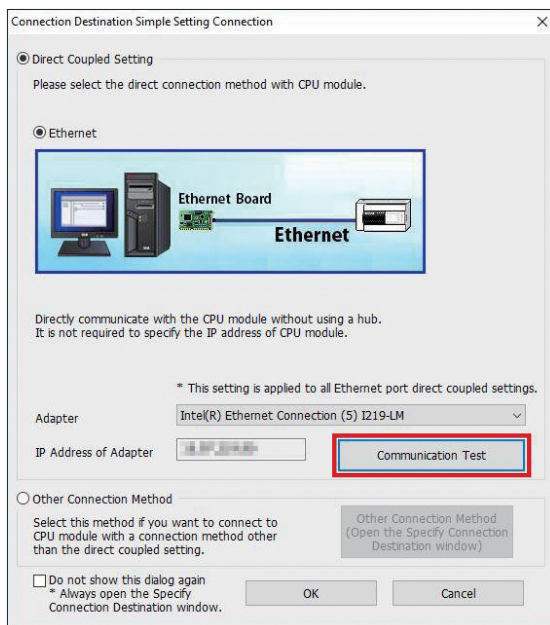 Connection Destination Simple Setting Connection
Direct Coupled Setting
Please select the direct connection method with CPU module.
Ethernet
Ethernet Board
Ethernet
Directly communicate with the CPU module without using a hub.
It is not required to specify the IP address of CPU module.
* This setting is applied to all Ethernet port direct coupled settings.
Adapter
Intel(R) Ethernet Connection (5) I219-LM
IP Address of Adapter
Communication Test
Other Connection Method
Select this method if you want to connect to
CPU module with a connection method other
than the direct coupled setting.
Other Connection Method
(Open the Specify Connection
Destination window)
Do not show this dialog again
* Always open the Specify
Connection Destination window.
OK
Cancel